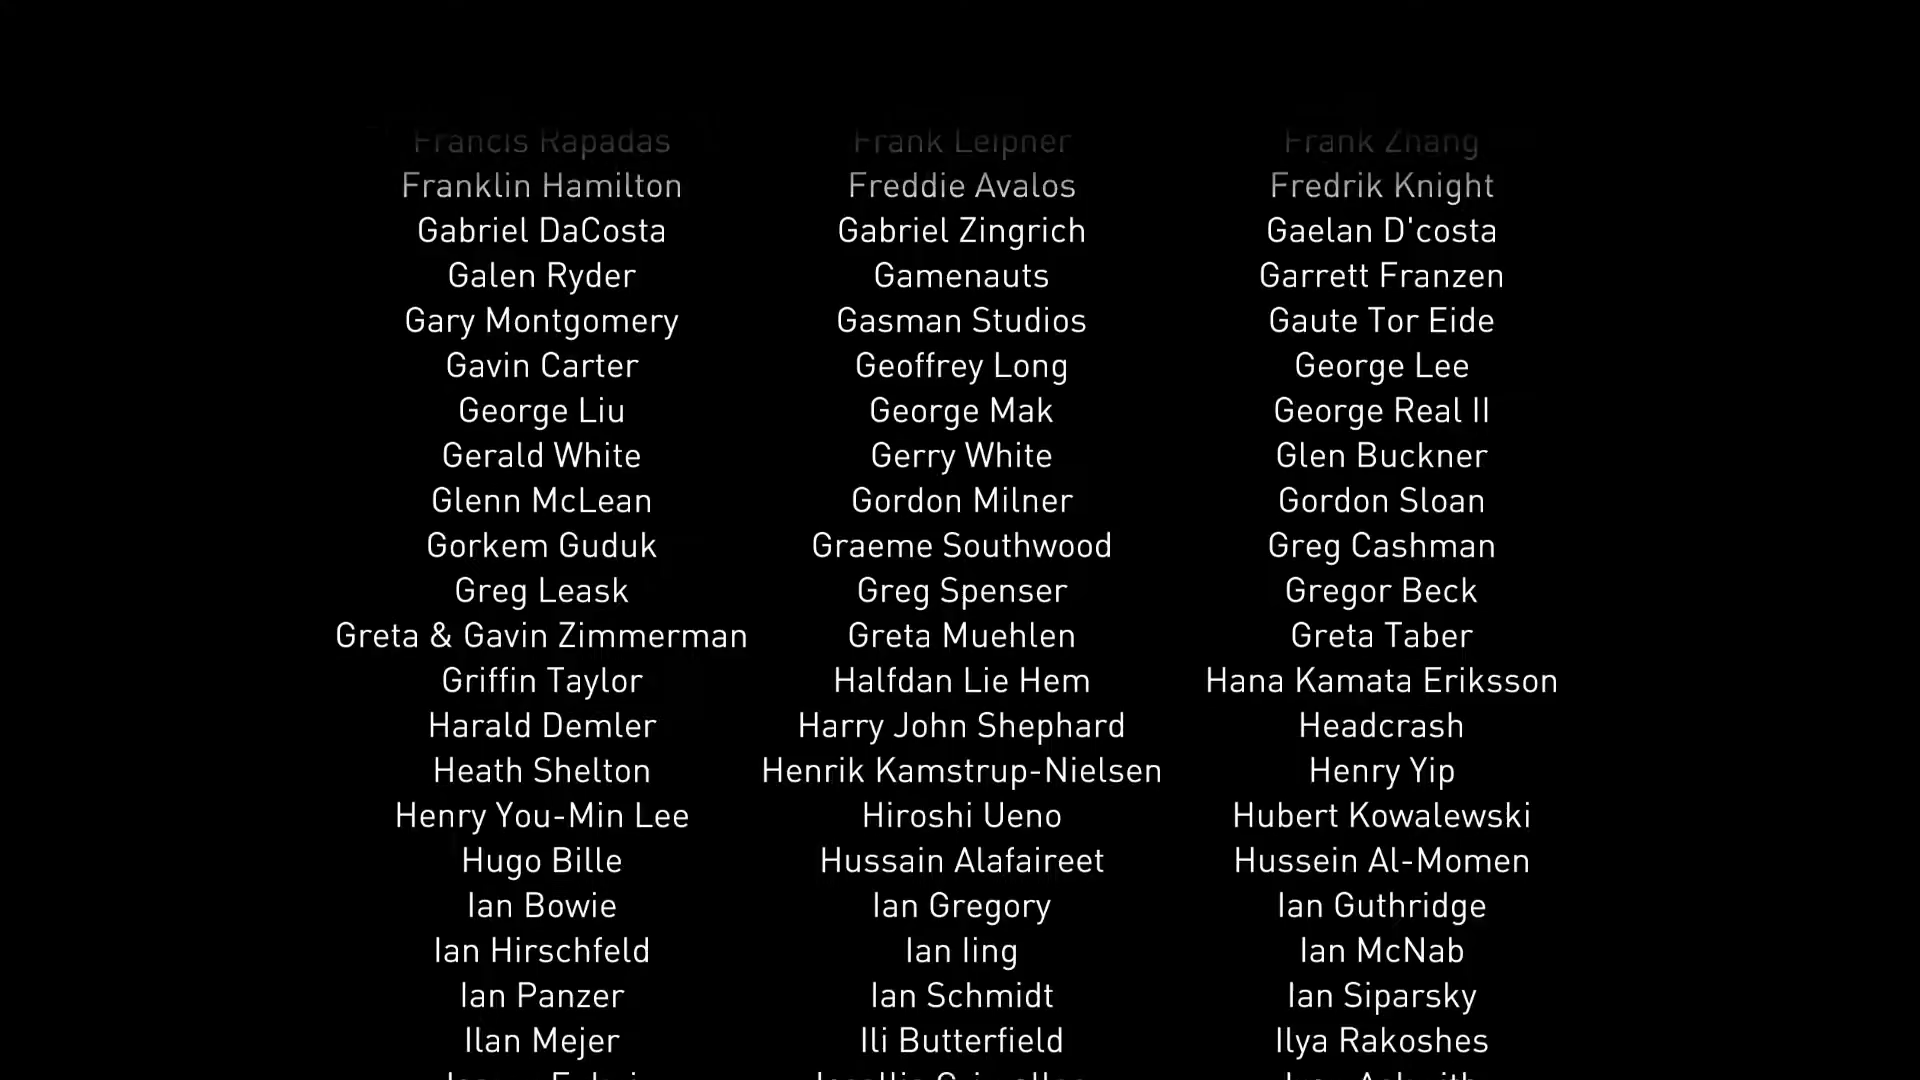 Francis Rapadas Frank Leipner Frank Zhang
Franklin Hamilton Freddie Avalos Fredrik Knight
Gabriel DaCosta Gabriel Zingrich Gaelan D'costa
Galen Ryder Gamenauts Garrett Franzen
Gary Montgomery Gasman Studios Gaute Tor Eide
Gavin Carter Geoffrey Long George Lee
George Liu George Mak George Real II
Gerald White Gerry White Glen Buckner
Glenn McLean Gordon Milner Gordon Sloan
Gorkem Guduk Graeme Southwood Greg Cashman
Greg Leask Greg Spenser Gregor Beck
Greta & Gavin Zimmerman Greta Muehlen Greta Taber
Griffin Taylor Halfdan Lie Hem Hana Kamata Eriksson
Harald Demler Harry John Shephard Headcrash
Heath Shelton Henrik Kamstrup-Nielsen Henry Yip
Henry You-Min Lee Hiroshi Ueno Hubert Kowalewski
Hugo Bille Hussain Alafaireet Hussein Al-Momen
Ian Bowie Ian Gregory Ian Guthridge
Ian Hirschfeld Ian Iing Ian McNab
Ian Panzer Ian Schmidt Ian Siparsky
Ilan Mejer Ili Butterfield Ilya Rakoshes